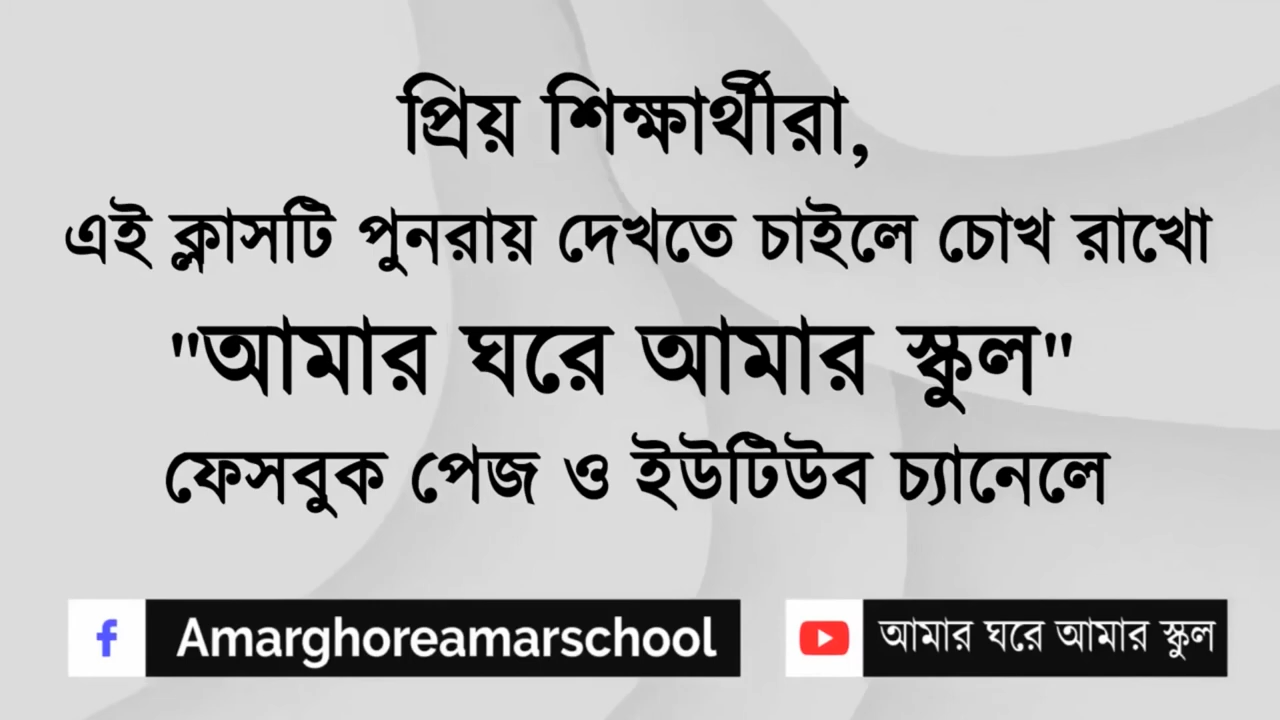 প্রিয় শিক্ষার্থীরা,
এই ক্লাসটি পুনরায় দেখতে চাইলে চোখ রাখো
"আমার ঘরে আমার স্কুল"
ফেসবুক পেজ ও ইউটিউব চ্যানেলে
f Amarghoreamarschool
আমার ঘরে আমার স্কুল